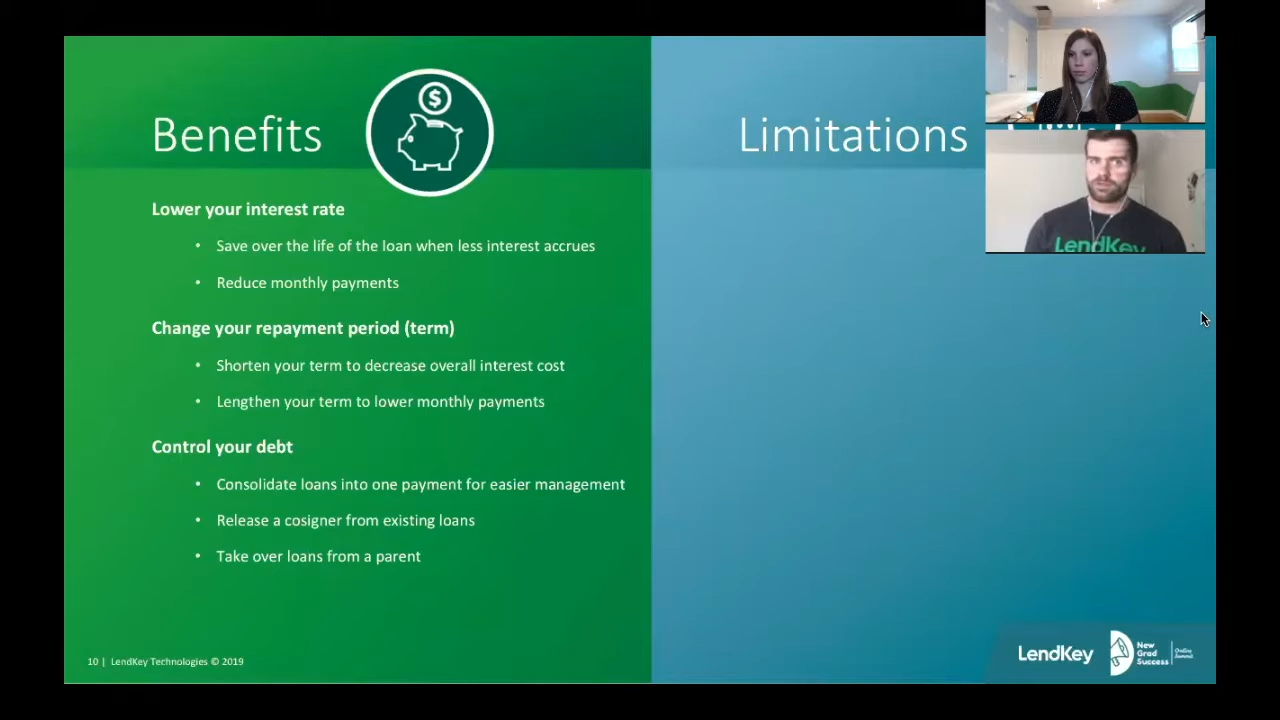 Benefits
$
Lower your interest rate
• Save over the life of the loan when less interest accrues
• Reduce monthly payments
Change your repayment period (term)
• Shorten your term to decrease overall interest cost
• Lengthen your term to lower monthly payments
Control your debt
• Consolidate loans into one payment for easier management
• Release a cosigner from existing loans
• Take over loans from a parent
10 | LendKey Technologies © 2019
Limitations
LendKey
LendKey
New
Grad
Success
Online
Summit